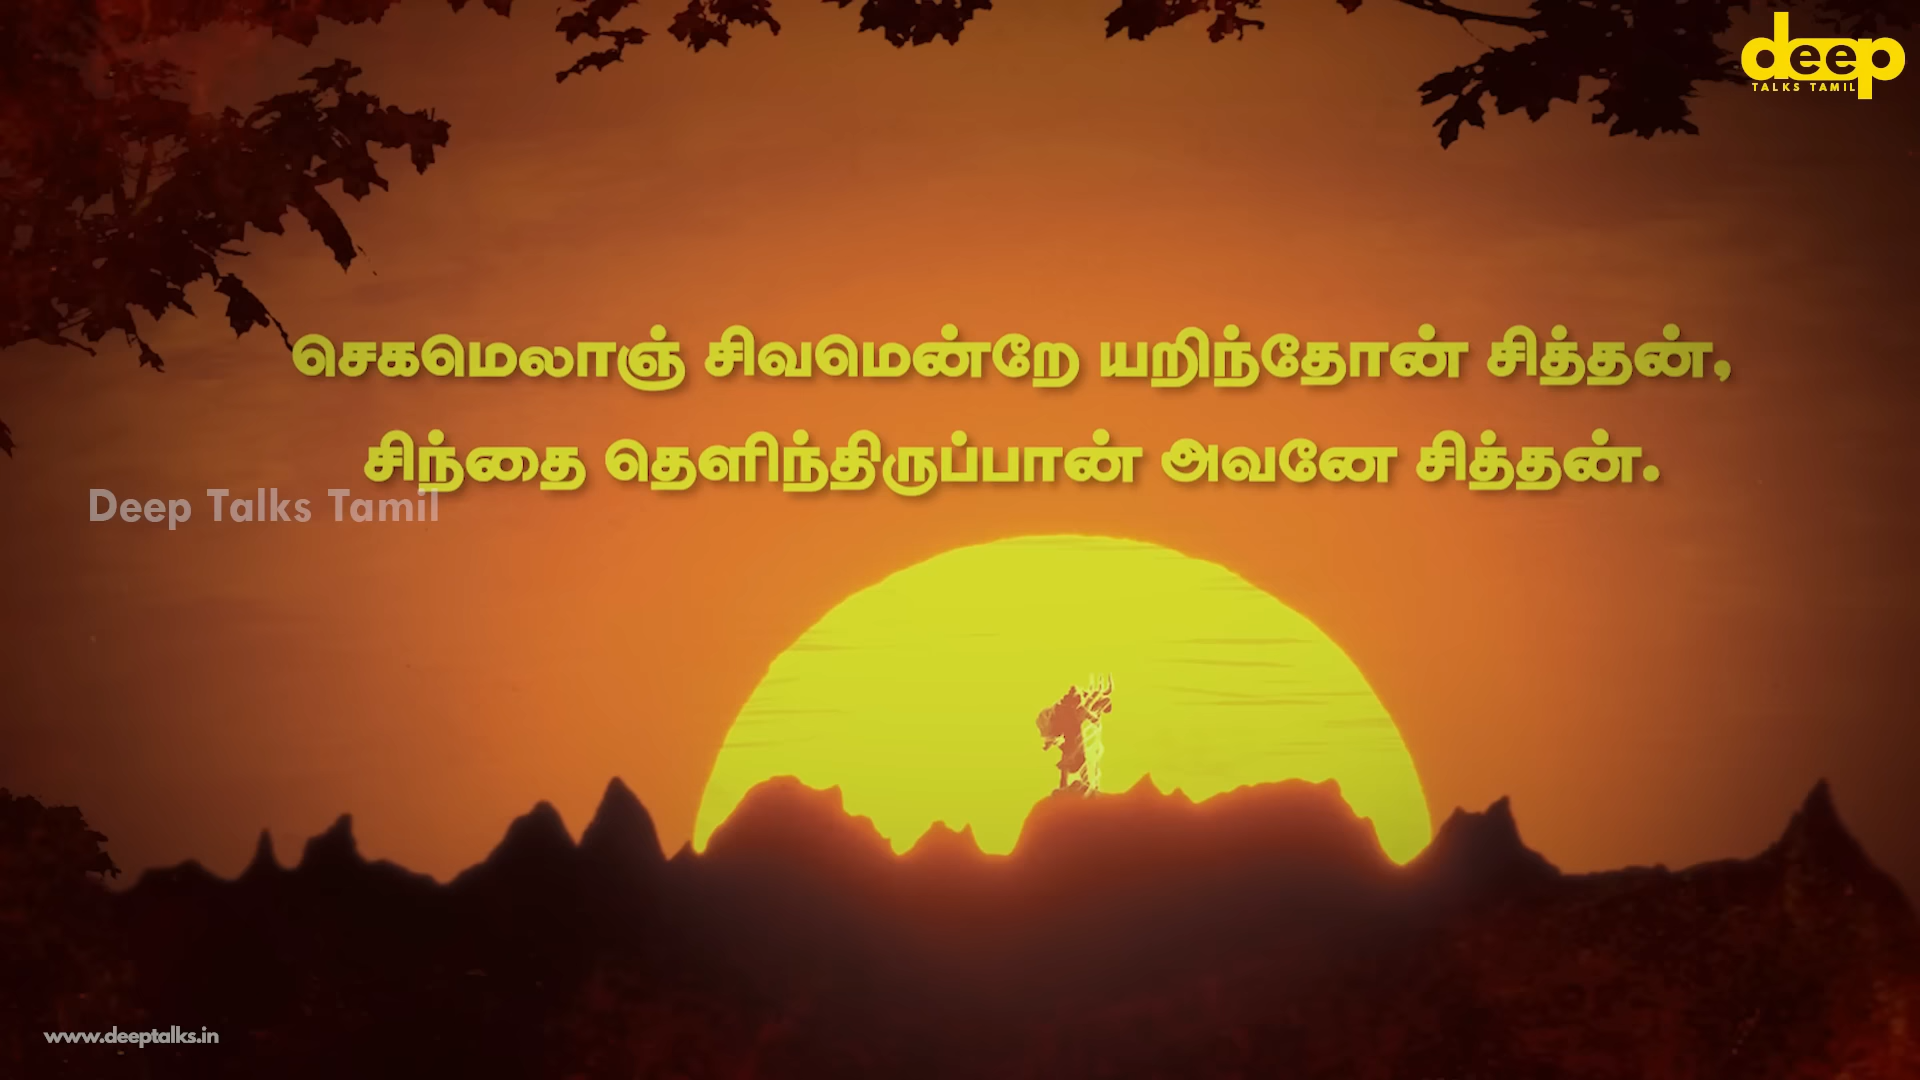 deep
TALKS TAMIL
செகமெலாஞ் சிவமென்றே யறிந்தோன் சித்தன்,
சிந்தை தெளிந்திருப்பான் அவனே சித்தன்.
Deep Talks Tamil
www.deeptalks.in